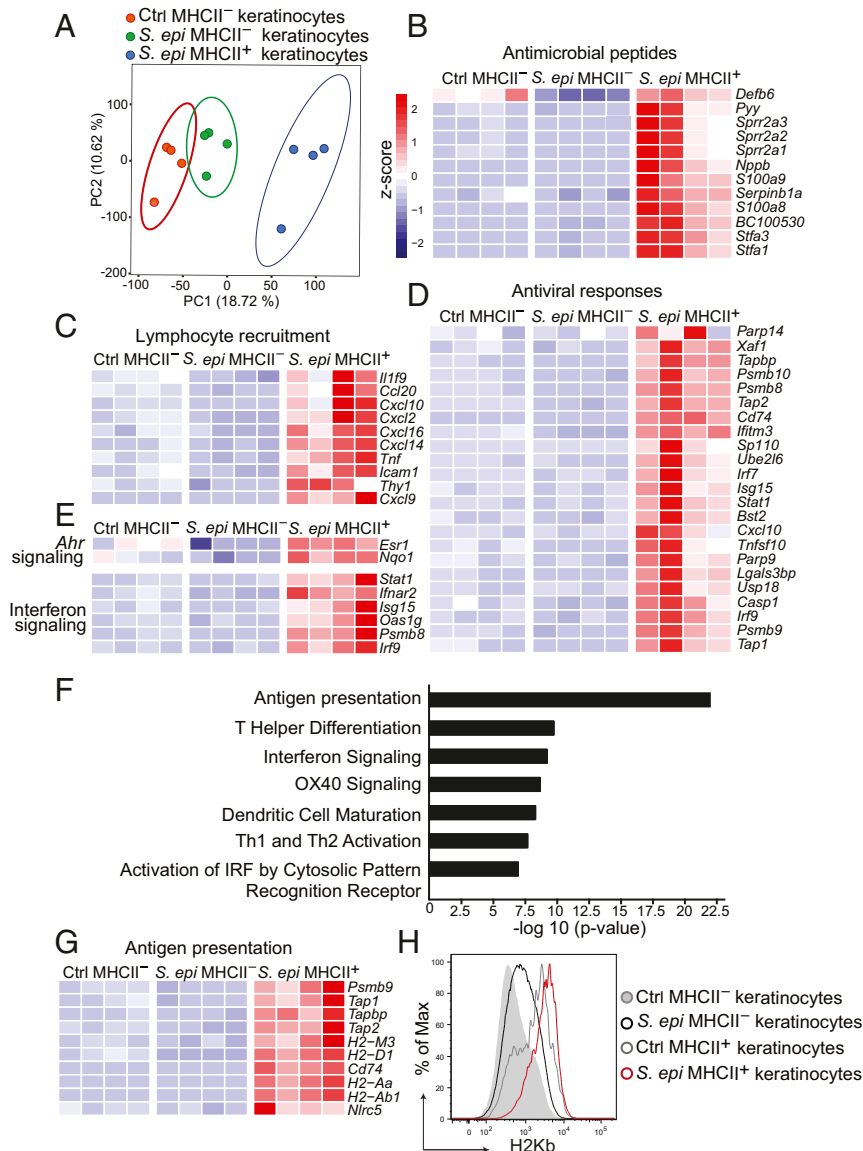 A
Ctrl MHCII⁻ keratinocytes
S. epi MHCII⁻ keratinocytes
S. epi MHCII⁺ keratinocytes
100
0
-100
-200
PC2 (10.62 %)
-100 -50 0 50 100
PC1 (18.72 %)
B
Antimicrobial peptides
Ctrl MHCII⁻ S. epi MHCII⁻ S. epi MHCII⁺
2
1
0
−1
−2
z-score
Defb6
Pyy
Sprr2a3
Sprr2a2
Sprr2a1
Nppb
S100a9
Serpinb1a
S100a8
BC100530
Stfa3
Stfa1
C
Lymphocyte recruitment
Ctrl MHCII⁻ S. epi MHCII⁻ S. epi MHCII⁺
Il1f9
Ccl20
Cxcl10
Cxcl2
Cxcl16
Cxcl14
Tnf
Icam1
Thy1
Cxcl9
D
Antiviral responses
Ctrl MHCII⁻ S. epi MHCII⁻ S. epi MHCII⁺
Parp14
Xaf1
Tapbp
Psmb10
Psmb8
Tap2
Cd74
Ifitm3
Sp110
Ube2l6
Irf7
Isg15
Stat1
Bst2
Cxcl10
Tnfsf10
Parp9
Lgals3bp
Usp18
Casp1
Irf9
Psmb9
Tap1
E
Ctrl MHCII⁻ S. epi MHCII⁻ S. epi MHCII⁺
Ahr
signaling
Esr1
Nqo1
Interferon
signaling
Stat1
Ifnar2
Isg15
Oas1g
Psmb8
Irf9
F
Antigen presentation
T Helper Differentiation
Interferon Signaling
OX40 Signaling
Dendritic Cell Maturation
Th1 and Th2 Activation
Activation of IRF by Cytosolic Pattern
Recognition Receptor
0 2.5 5 7.5 10 12.5 15 17.5 20 22.5
-log 10 (p-value)
G
Antigen presentation
Ctrl MHCII⁻ S. epi MHCII⁻ S. epi MHCII⁺
Psmb9
Tap1
Tapbp
Tap2
H2−M3
H2−D1
Cd74
H2−Aa
H2−Ab1
Nlrc5
H
100
80
60
40
20
0
% of Max
0 10² 10³ 10⁴ 10⁵
H2Kb
Ctrl MHCII⁻ keratinocytes
S. epi MHCII⁻ keratinocytes
Ctrl MHCII⁺ keratinocytes
S. epi MHCII⁺ keratinocytes